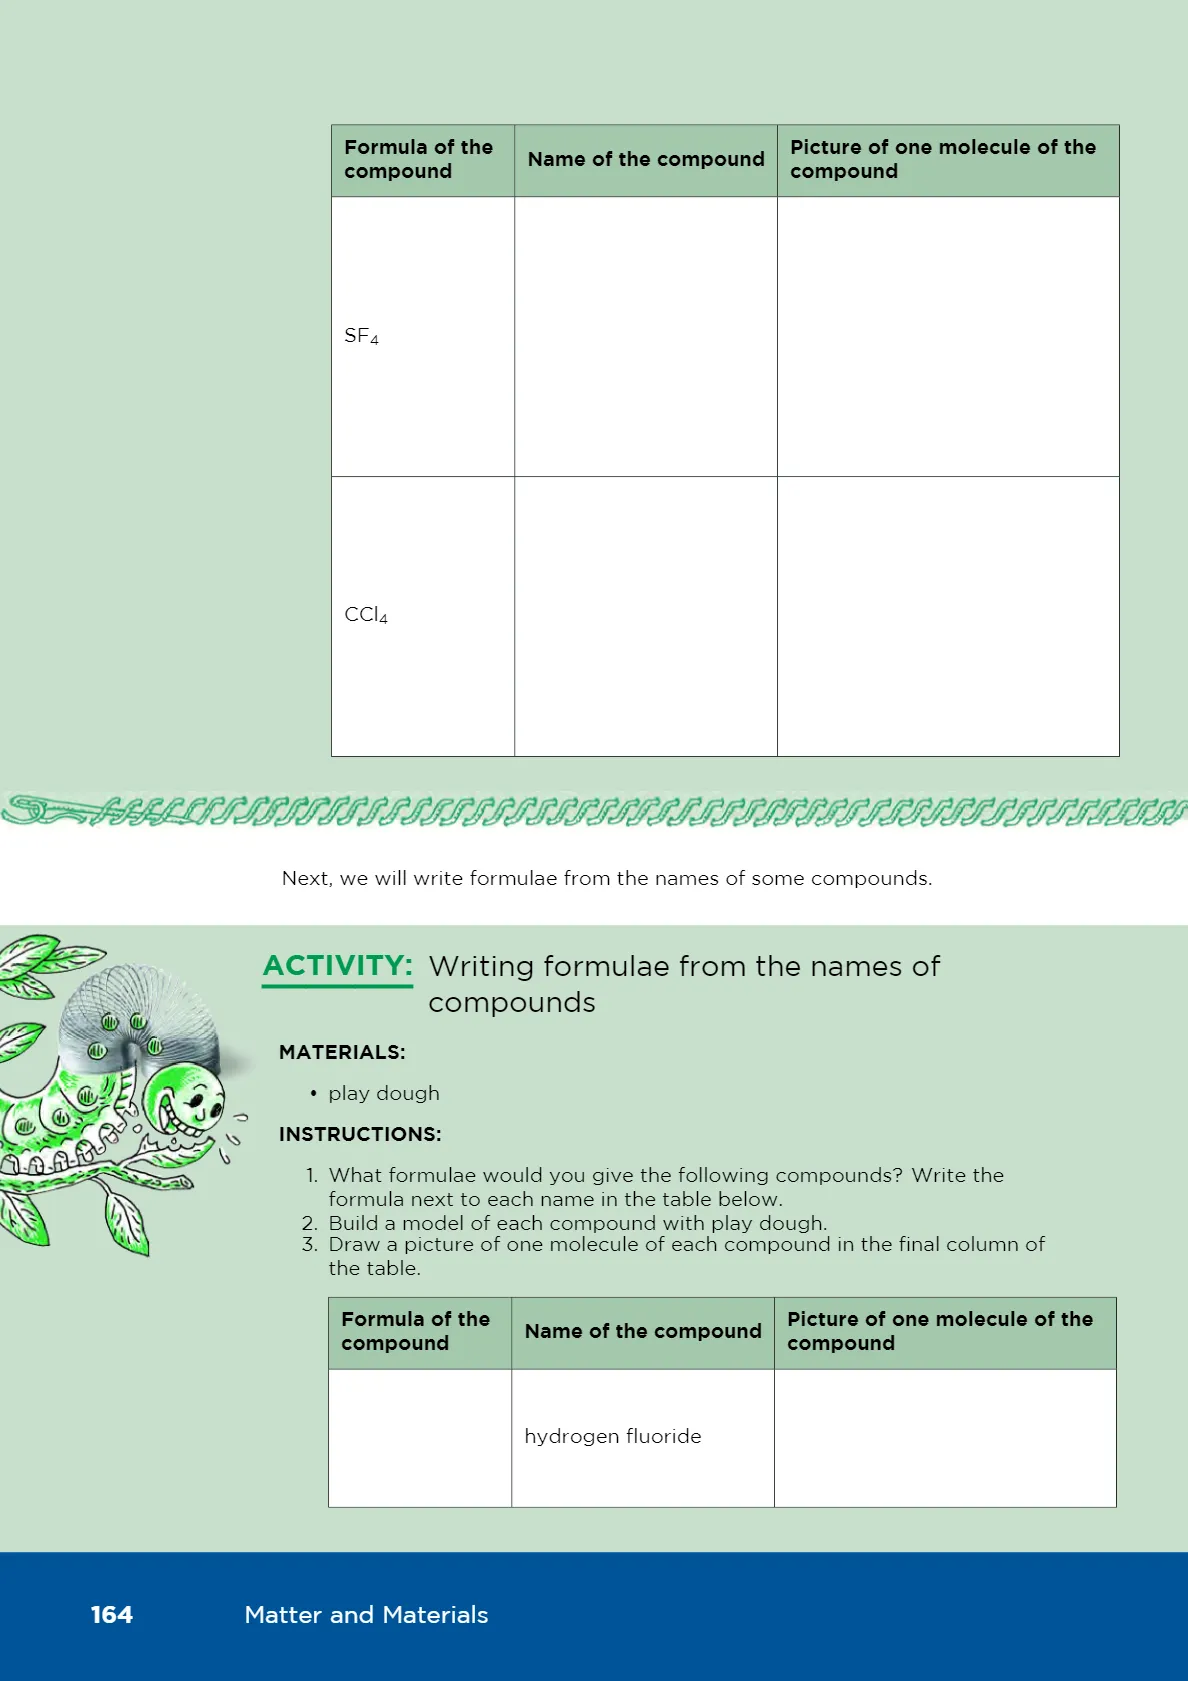 Formula of the compound
Name of the compound
Picture of one molecule of the compound
SF₄
CCl₄
Next, we will write formulae from the names of some compounds.
ACTIVITY: Writing formulae from the names of
compounds
MATERIALS:
• play dough
INSTRUCTIONS:
1. What formulae would you give the following compounds? Write the
formula next to each name in the table below.
2. Build a model of each compound with play dough.
3. Draw a picture of one molecule of each compound in the final column of
the table.
Formula of the compound
Name of the compound
Picture of one molecule of the compound
hydrogen fluoride
164 Matter and Materials